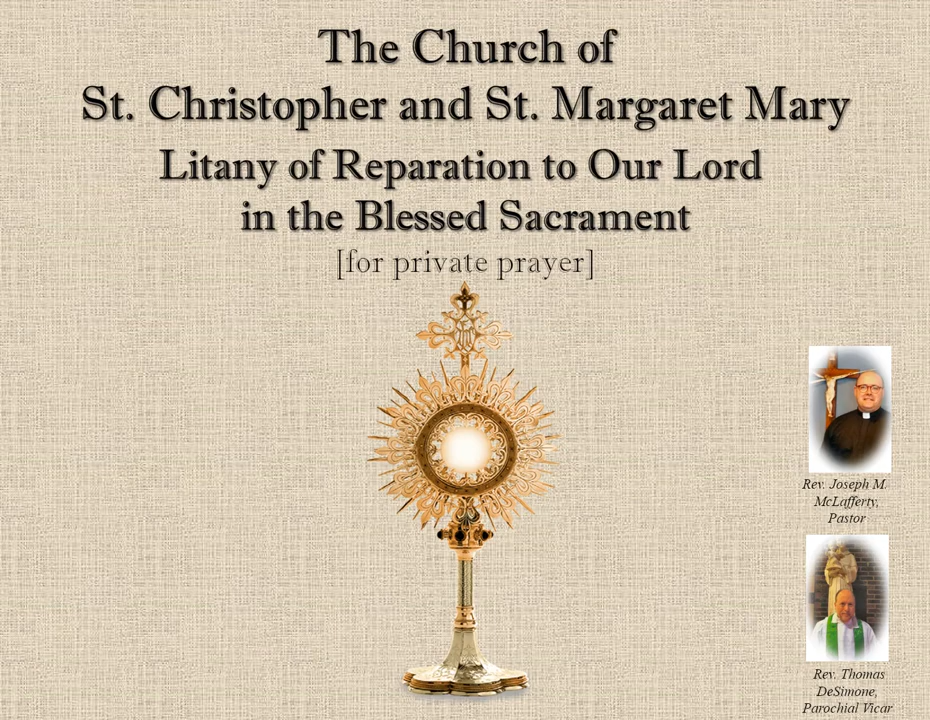 The Church of
St. Christopher and St. Margaret Mary
Litany of Reparation to Our Lord
in the Blessed Sacrament
[for private prayer]
Rev. Joseph M.
McLafferty,
Pastor
Rev. Thomas
DeSimone,
Parochial Vicar